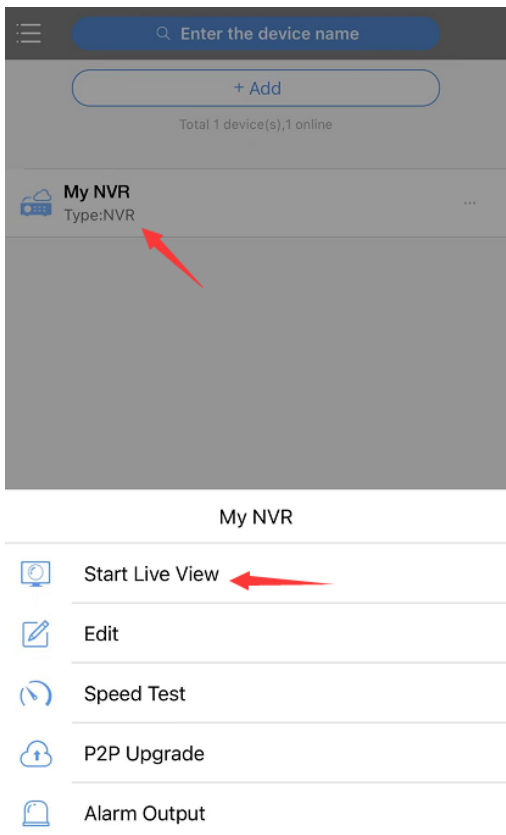 Enter the device name
+ Add
Total 1 device(s),1 online
My NVR
Type:NVR
...
My NVR
Start Live View
Edit
Speed Test
P2P Upgrade
Alarm Output